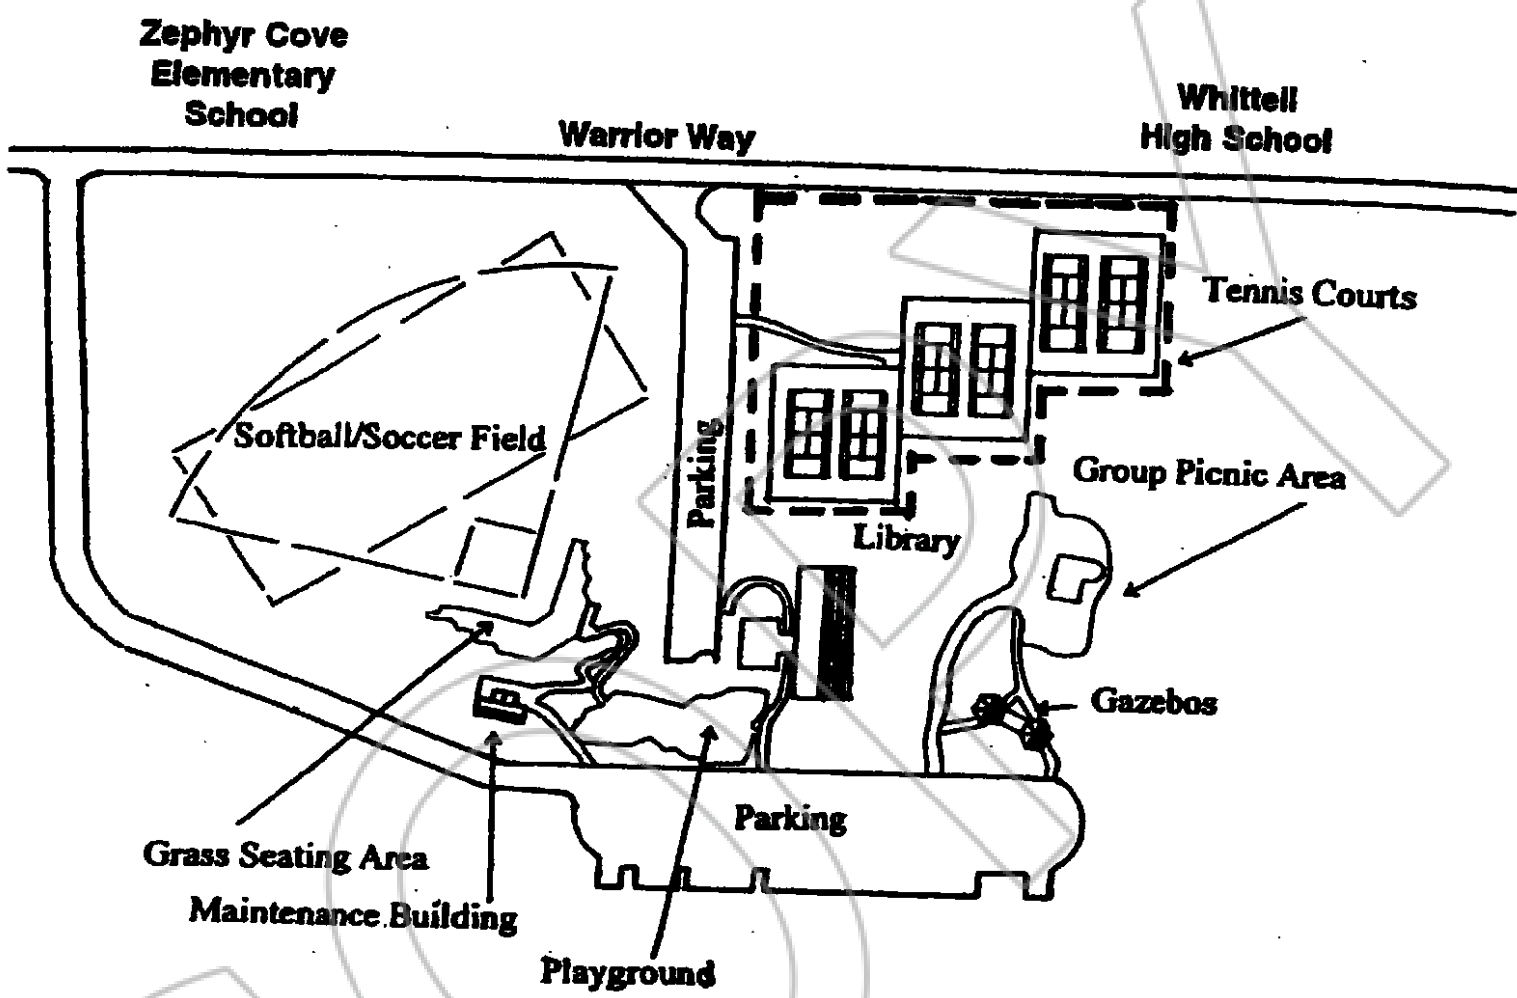 Zephyr Cove
Elementary
School
Warrior Way
Whittell
High School
Tennis Courts
Softball/Soccer Field
Parking
Group Picnic Area
Library
Gazebos
Parking
Grass Seating Area
Maintenance Building
Playground